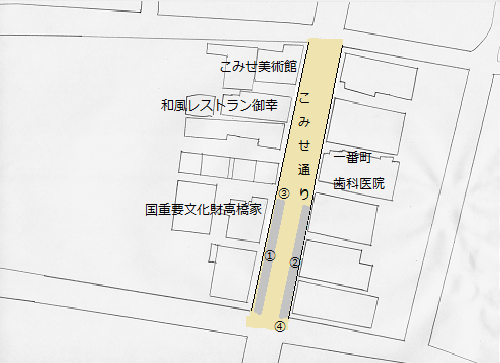 こみせ美術館
和風レストラン御幸
こみせ通り
一番町
歯科医院
③
国重要文化財高橋家
①
②
④